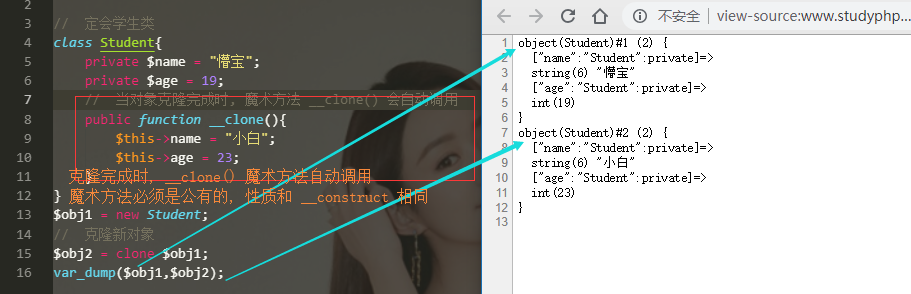 2
3 // 定会学生类
4 class Student{
5 private $name = "懵宝";
6 private $age = 19;
7 // 当对象克隆完成时, 魔术方法 __clone() 会自动调用
8 public function __clone(){
9 $this->name = "小白";
10 $this->age = 23;
11 克隆完成时, __clone() 魔术方法自动调用
12 } 魔术方法必须是公有的, 性质和 __construct 相同
13 $obj1 = new Student;
14 // 克隆新对象
15 $obj2 = clone $obj1;
16 var_dump($obj1,$obj2);
不安全 | view-source:www.studyphp…
1 object(Student)#1 (2) {
2 ["name":"Student":private]=>
3 string(6) "懵宝"
4 ["age":"Student":private]=>
5 int(19)
6 }
7 object(Student)#2 (2) {
8 ["name":"Student":private]=>
9 string(6) "小白"
10 ["age":"Student":private]=>
11 int(23)
12 }
13